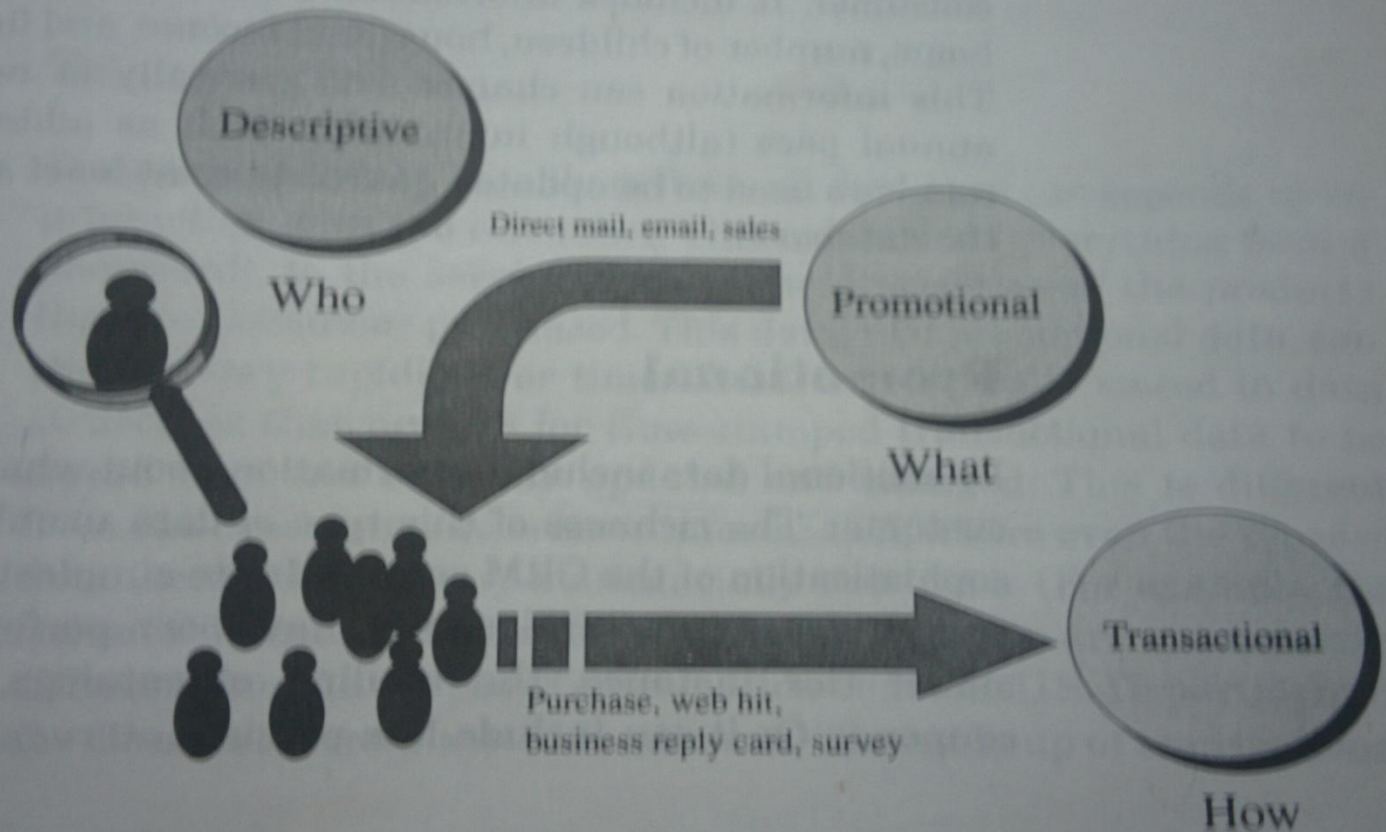 Descriptive
Who
Direct mail, email, sales
Promotional
What
Transactional
Purchase, web hit,
business reply card, survey
How